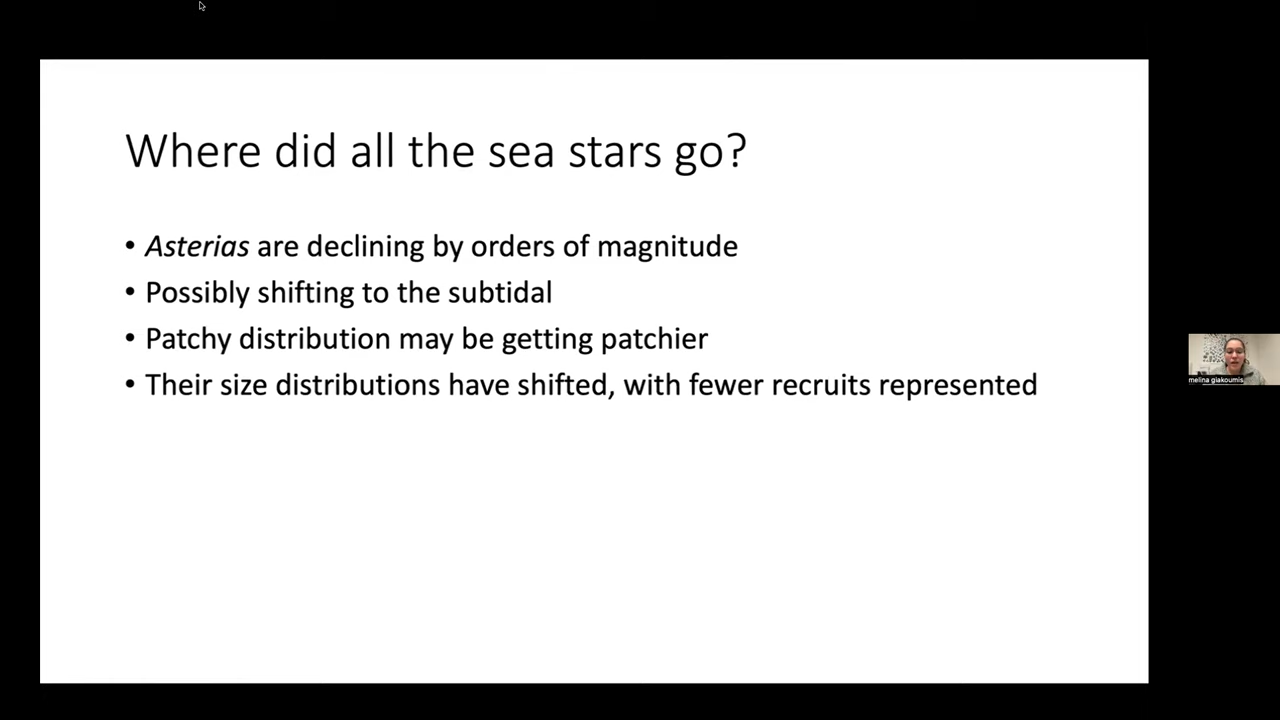 Where did all the sea stars go?
• Asterias are declining by orders of magnitude
• Possibly shifting to the subtidal
• Patchy distribution may be getting patchier
• Their size distributions have shifted, with fewer recruits represented
melina giakoumis